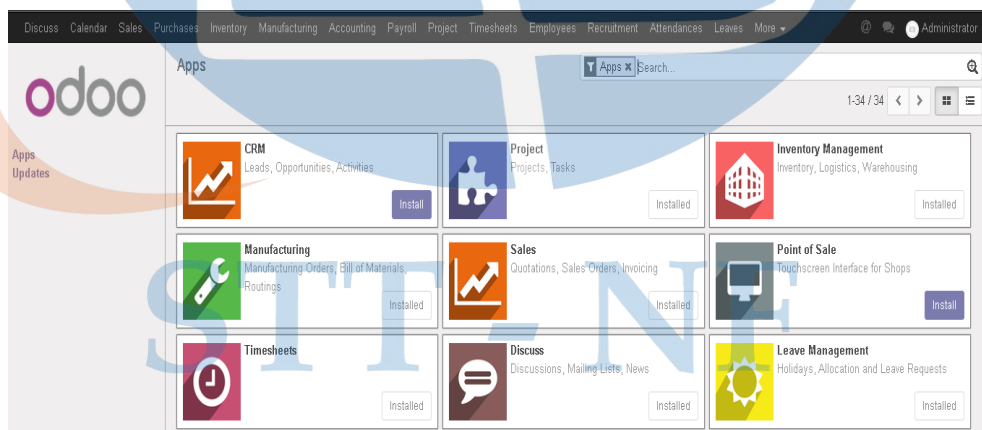 Discuss Calendar Sales Purchases Inventory Manufacturing Accounting Payroll Project Timesheets Employees Recruitment Attendances Leaves More @ Administrator
odoo
Apps
Apps Search...
1-34 / 34
Apps
Updates
CRM
Leads, Opportunities, Activities
Install
Project
Projects, Tasks
Installed
Inventory Management
Inventory, Logistics, Warehousing
Installed
Manufacturing
Manufacturing Orders, Bill of Materials,
Routings
Installed
Sales
Quotations, Sales Orders, Invoicing
Installed
Point of Sale
Touchscreen Interface for Shops
Install
Timesheets
Installed
Discuss
Discussions, Mailing Lists, News
Installed
Leave Management
Holidays, Allocation and Leave Requests
Installed
STT - NF